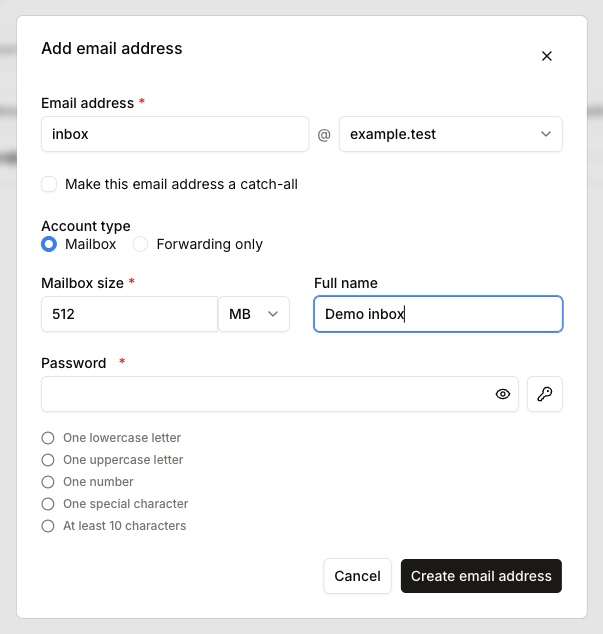 Add email address
Email address *
inbox @ example.test
Make this email address a catch-all
Account type
Mailbox Forwarding only
Mailbox size * Full name
512 MB Demo inbox
Password *
One lowercase letter
One uppercase letter
One number
One special character
At least 10 characters
Cancel Create email address